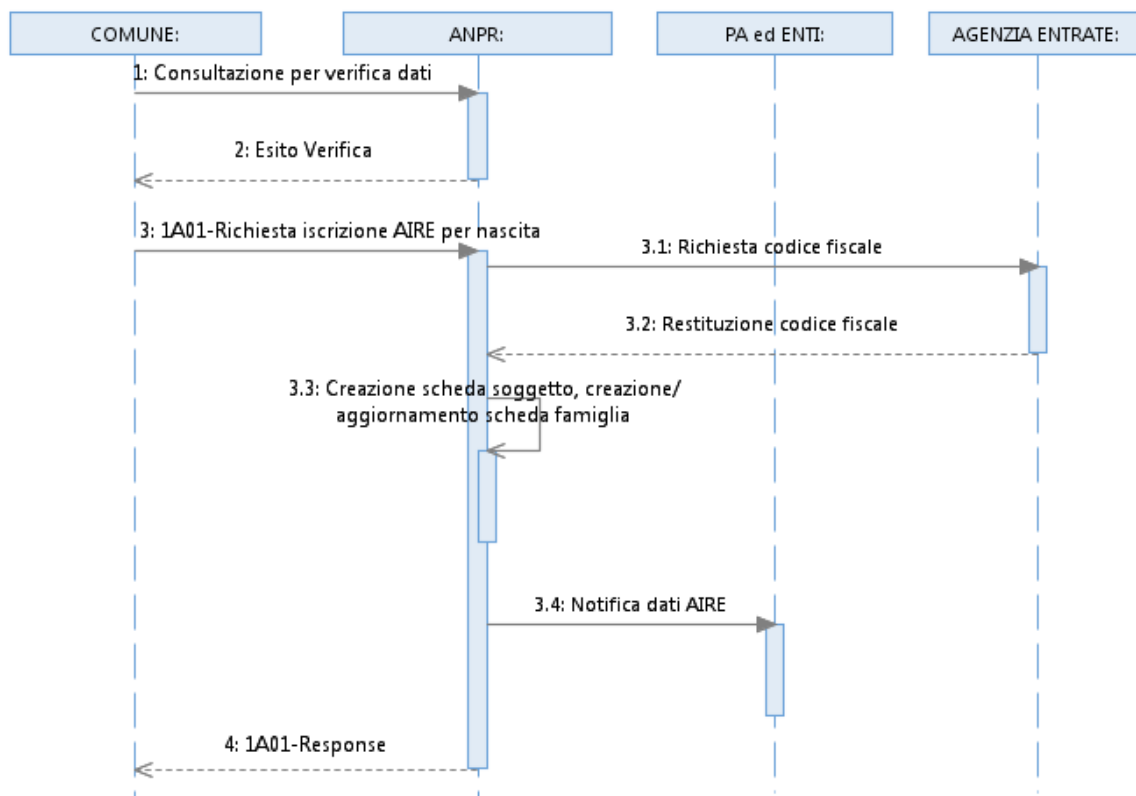 COMUNE:
ANPR:
PA ed ENTI:
AGENZIA ENTRATE:
1: Consultazione per verifica dati
2: Esito Verifica
3: 1A01-Richiesta iscrizione AIRE per nascita
3.1: Richiesta codice fiscale
3.2: Restituzione codice fiscale
3.3: Creazione scheda soggetto, creazione/
aggiornamento scheda famiglia
3.4: Notifica dati AIRE
4: 1A01-Response